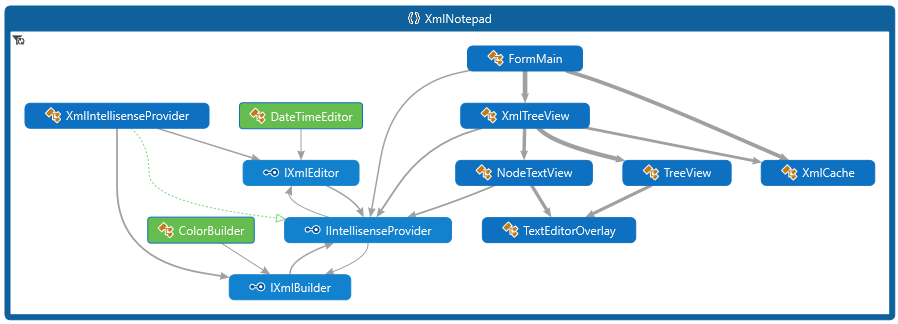 XmlNotepad
FormMain
XmlIntellisenseProvider
DateTimeEditor
XmlTreeView
IXmlEditor
NodeTextView
TreeView
XmlCache
ColorBuilder
IIntellisenseProvider
TextEditorOverlay
IXmlBuilder